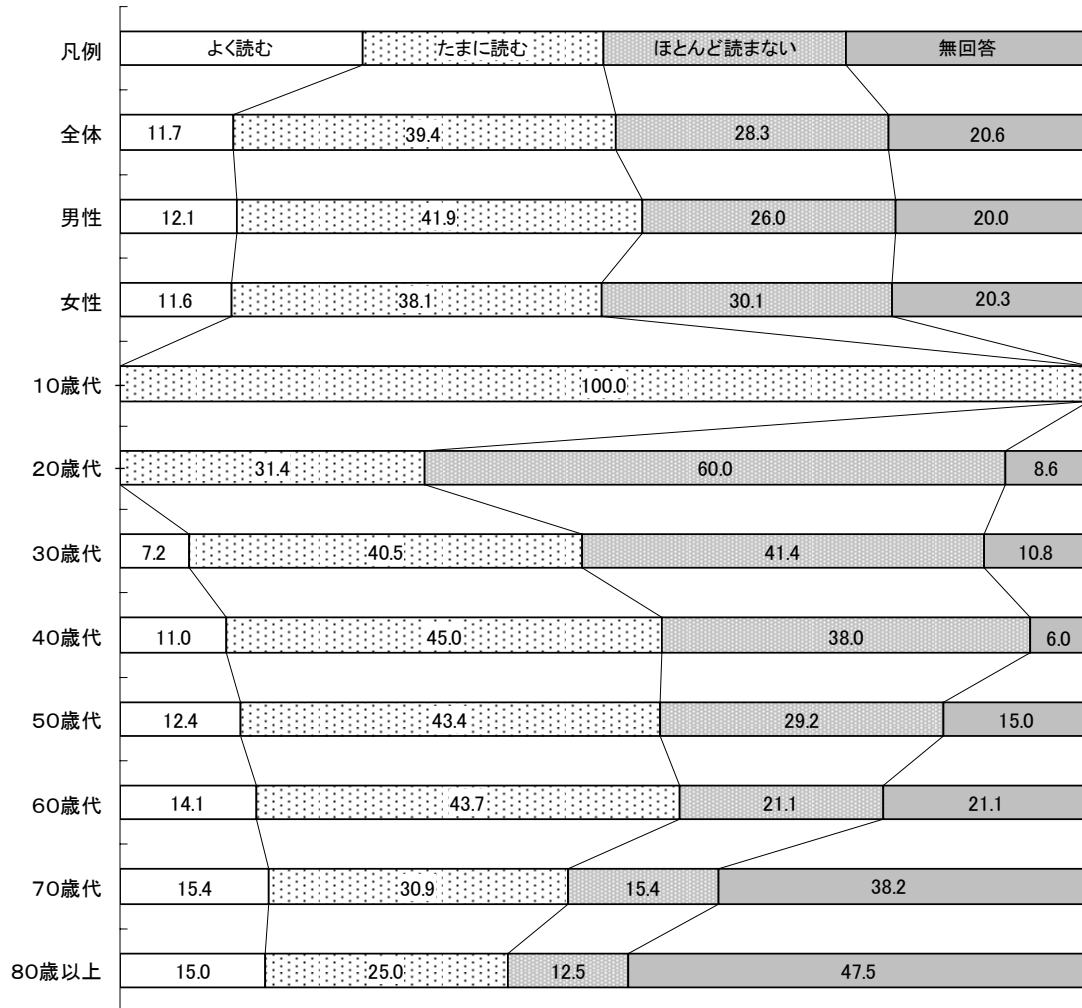 凡例 よく読む たまに読む ほとんど読まない 無回答
全体 11.7 39.4 28.3 20.6
男性 12.1 41.9 26.0 20.0
女性 11.6 38.1 30.1 20.3
10歳代 100.0
20歳代 31.4 60.0 8.6
30歳代 7.2 40.5 41.4 10.8
40歳代 11.0 45.0 38.0 6.0
50歳代 12.4 43.4 29.2 15.0
60歳代 14.1 43.7 21.1 21.1
70歳代 15.4 30.9 15.4 38.2
80歳以上 15.0 25.0 12.5 47.5